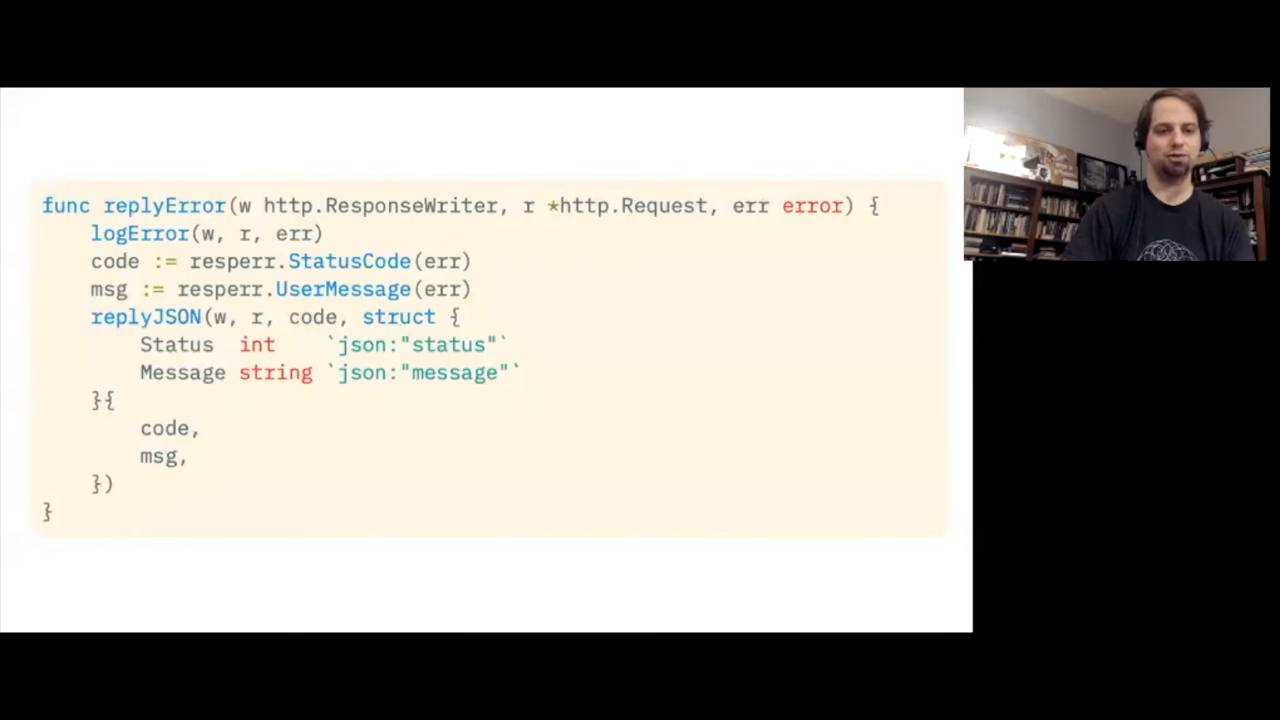 func replyError(w http.ResponseWriter, r *http.Request, err error) {
    logError(w, r, err)
    code := resperr.StatusCode(err)
    msg := resperr.UserMessage(err)
    replyJSON(w, r, code, struct {
        Status  int    `json:"status"`
        Message string `json:"message"`
    }{
        code,
        msg,
    })
}